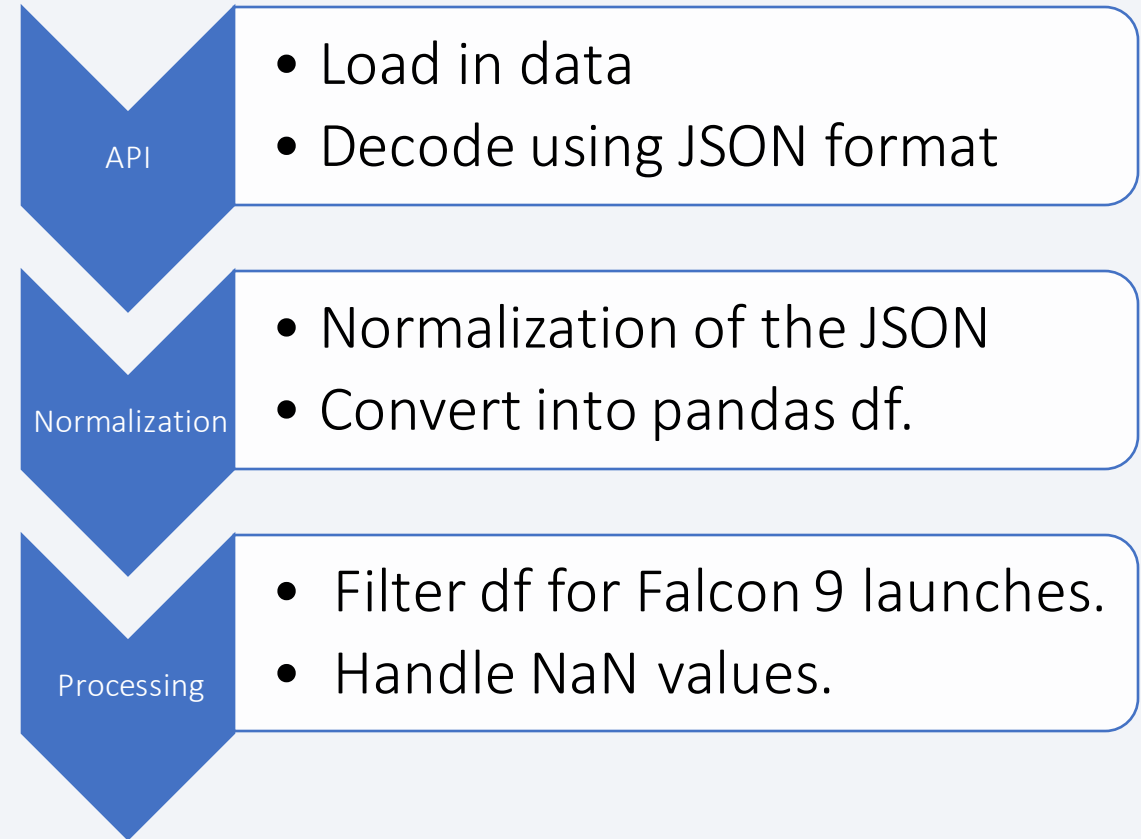 API
• Load in data
• Decode using JSON format
Normalization
• Normalization of the JSON
• Convert into pandas df.
Processing
• Filter df for Falcon 9 launches.
• Handle NaN values.